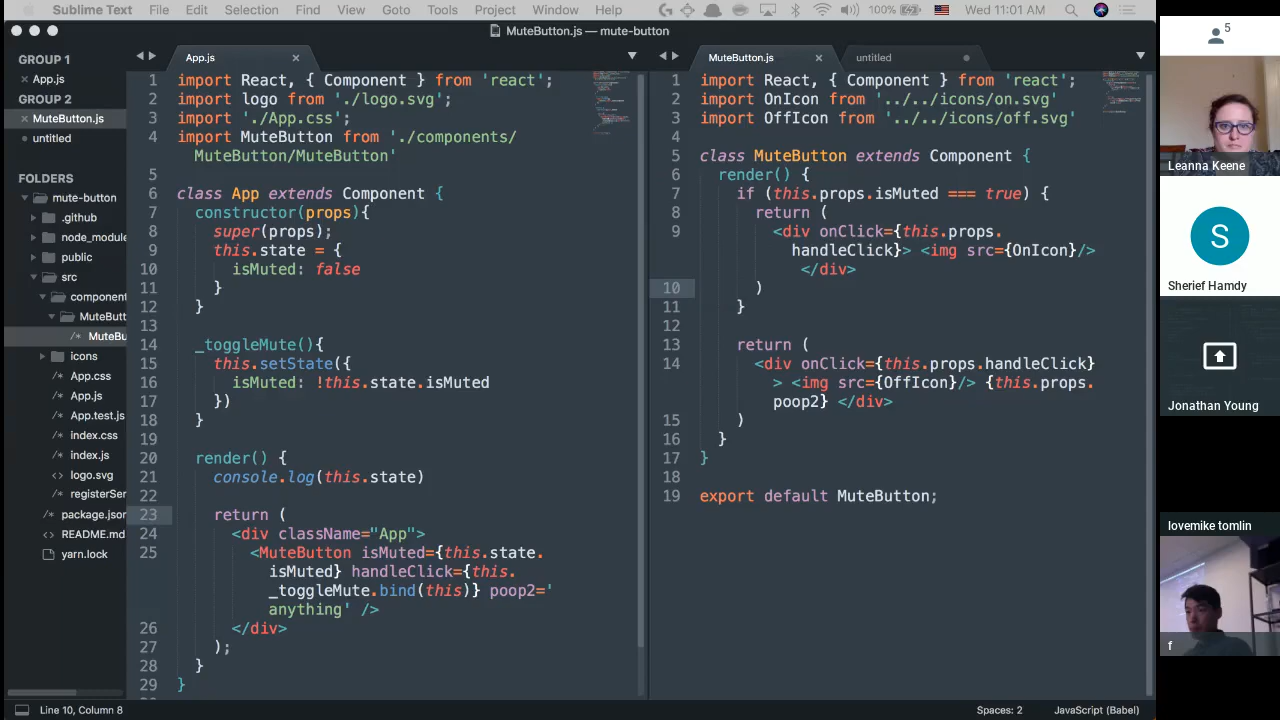 Sublime Text File Edit Selection Find View Goto Tools Project Window Help 100% Wed 11:01 AM
MuteButton.js — mute-button
GROUP 1
App.js
GROUP 2
MuteButton.js
untitled
FOLDERS
mute-button
.github
node_module
public
src
component
MuteButt
/* MuteBu
icons
/* App.css
/* App.js
/* App.test.js
/* index.css
/* index.js
<> logo.svg
/* registerSer
/* package.json
<> README.md
yarn.lock
App.js
1 import React, { Component } from 'react';
2 import logo from './logo.svg';
3 import './App.css';
4 import MuteButton from './components/
MuteButton/MuteButton'
5
6 class App extends Component {
7 constructor(props){
8 super(props);
9 this.state = {
10 isMuted: false
11 }
12 }
13
14 _toggleMute(){
15 this.setState({
16 isMuted: !this.state.isMuted
17 })
18 }
19
20 render() {
21 console.log(this.state)
22
23 return (
24 <div className="App">
25 <MuteButton isMuted={this.state.
isMuted} handleClick={this.
_toggleMute.bind(this)} poop2='
anything' />
26 </div>
27 );
28 }
29 }
MuteButton.js untitled
1 import React, { Component } from 'react';
2 import OnIcon from '../../icons/on.svg'
3 import OffIcon from '../../icons/off.svg'
4
5 class MuteButton extends Component {
6 render() {
7 if (this.props.isMuted === true) {
8 return (
9 <div onClick={this.props.
handleClick}> <img src={OnIcon}/>
</div>
10 )
11 }
12
13 return (
14 <div onClick={this.props.handleClick}
> <img src={OffIcon}/> {this.props.
poop2} </div>
15 )
16 }
17 }
18
19 export default MuteButton;
Line 10, Column 8
Spaces: 2 JavaScript (Babel)
5
Leanna Keene
S
Sherief Hamdy
Jonathan Young
lovemike tomlin
f